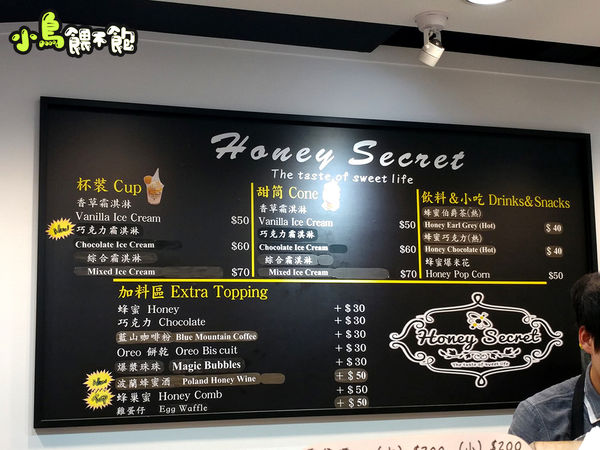 小鳥餵不飽
Honey Secret
The taste of sweet life
杯裝 Cup
香草霜淇淋
Vanilla Ice Cream $50
New!
巧克力霜淇淋
Chocolate Ice Cream $60
綜合霜淇淋
Mixed Ice Cream $70
甜筒 Cone
香草霜淇淋
Vanilla Ice Cream $50
巧克力霜淇淋
Chocolate Ice Cream $60
綜合霜淇淋
Mixed Ice Cream $70
飲料&小吃 Drinks&Snacks
蜂蜜伯爵茶(熱)
Honey Earl Grey (Hot) $40
蜂蜜巧克力(熱)
Honey Chocolate (Hot) $40
蜂蜜爆米花
Honey Pop Corn $50
加料區 Extra Topping
蜂蜜 Honey +$30
巧克力 Chocolate +$30
藍山咖啡粉 Blue Mountain Coffee +$30
Oreo 餅乾 Oreo Biscuit +$30
爆漿珠珠 Magic Bubbles +$30
波蘭蜂蜜酒 Poland Honey Wine +$50
蜂巢蜜 Honey Comb +$50
雞蛋仔 Egg Waffle +$50
Honey Secret
The taste of sweet life
(小) $200